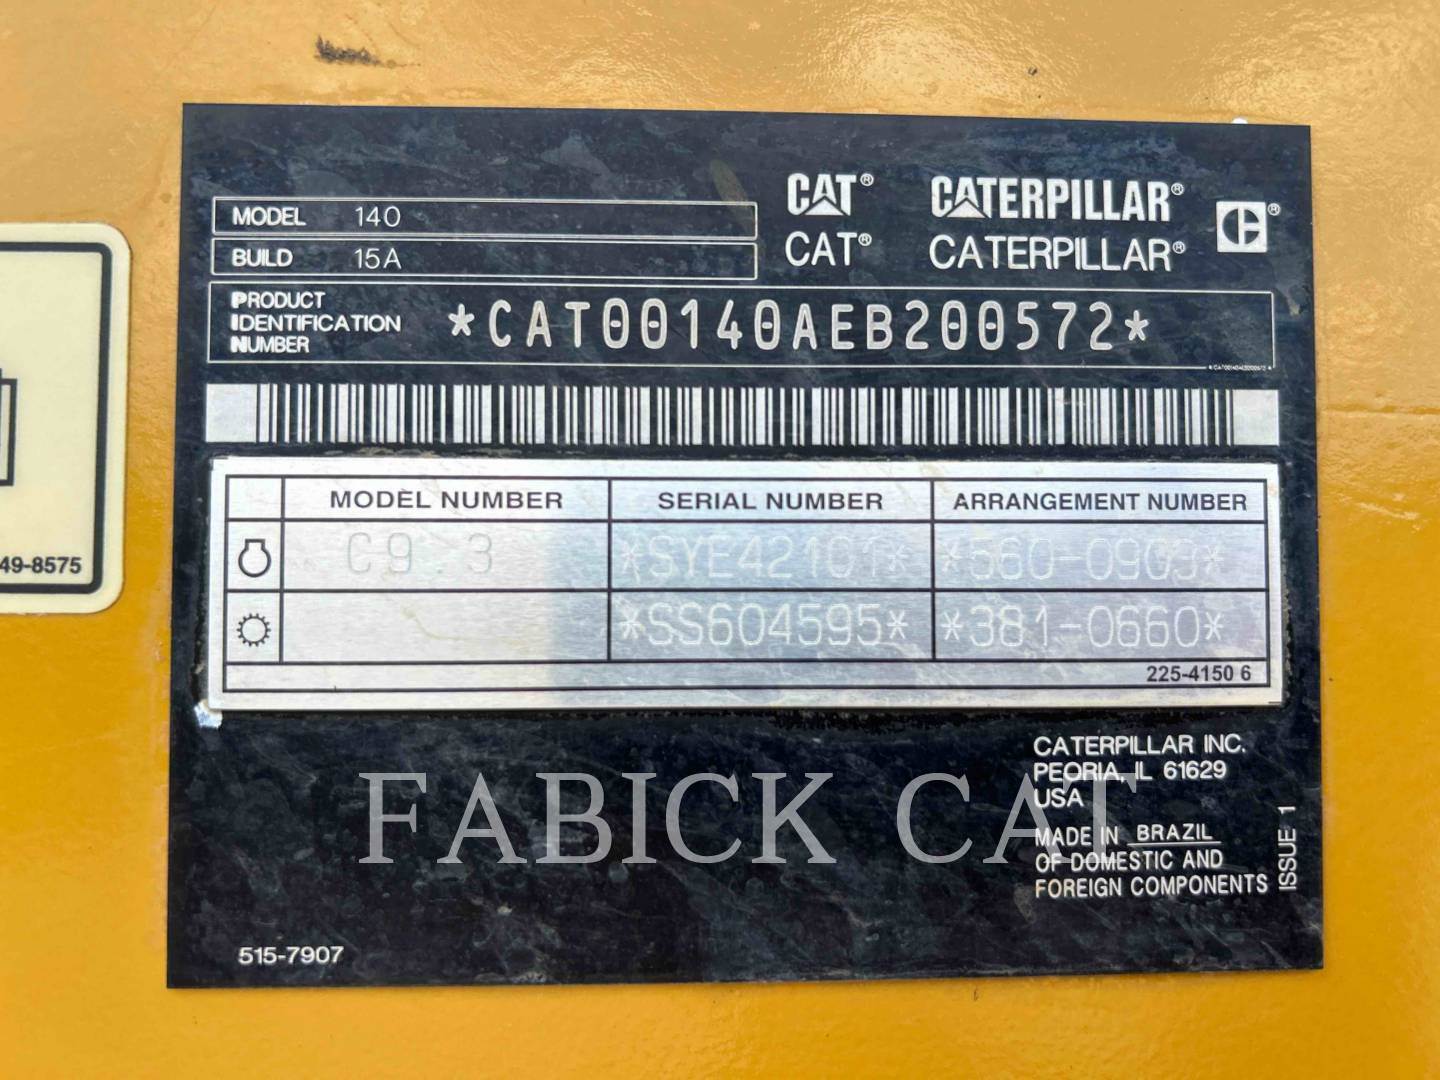 MODEL 140
BUILD 15A
CAT® CATERPILLAR®
CAT® CATERPILLAR®
PRODUCT
IDENTIFICATION
NUMBER
*CAT00140AEB200572*
MODEL NUMBER SERIAL NUMBER ARRANGEMENT NUMBER
C9.3 *560-0903*
*SS604595* *381-0660*
225-4150 6
49-8575
CATERPILLAR INC.
PEORIA, IL 61629
USA
MADE IN BRAZIL
OF DOMESTIC AND
FOREIGN COMPONENTS
ISSUE 1
FABICK CAT
515-7907